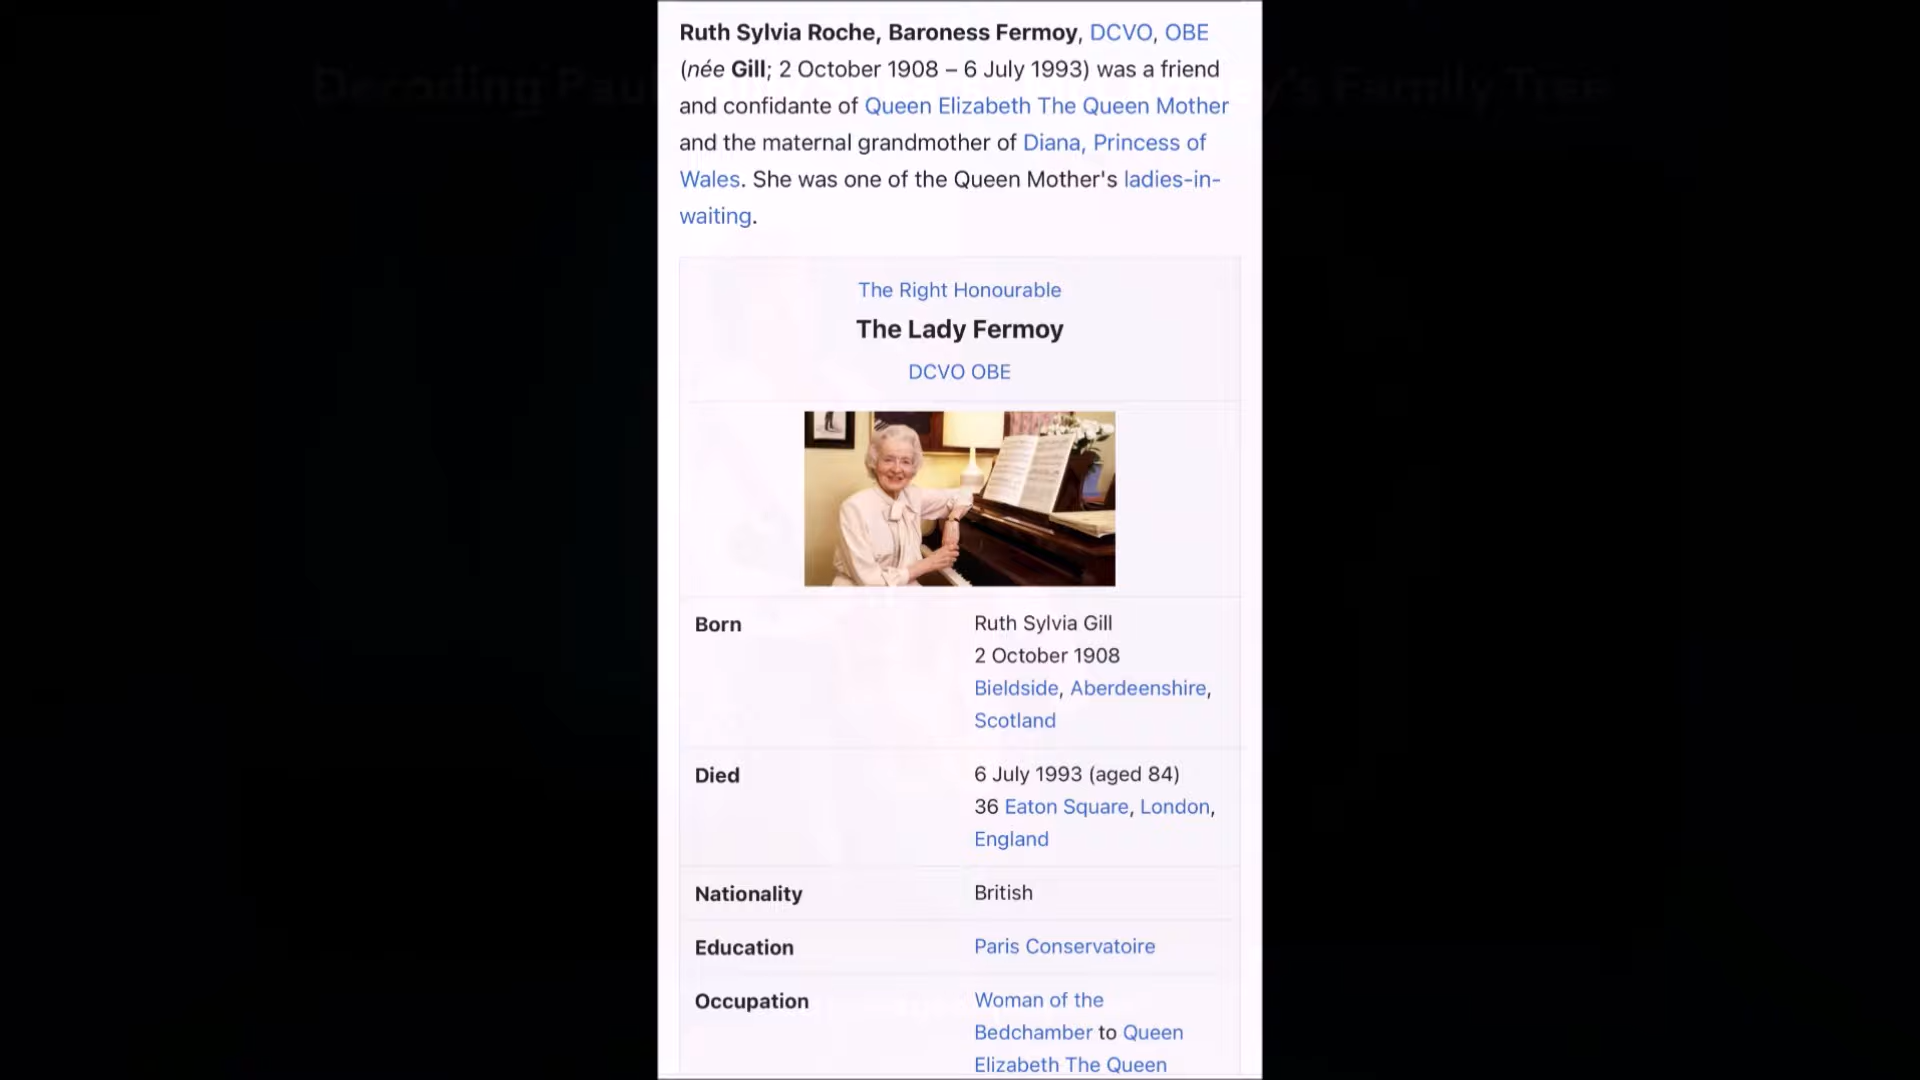 Ruth Sylvia Roche, Baroness Fermoy, DCVO, OBE
(née Gill; 2 October 1908 – 6 July 1993) was a friend
and confidante of Queen Elizabeth The Queen Mother
and the maternal grandmother of Diana, Princess of
Wales. She was one of the Queen Mother's ladies-in-
waiting.
The Right Honourable
The Lady Fermoy
DCVO OBE
Born
Ruth Sylvia Gill
2 October 1908
Bieldside, Aberdeenshire,
Scotland
Died
6 July 1993 (aged 84)
36 Eaton Square, London,
England
Nationality
British
Education
Paris Conservatoire
Occupation
Woman of the
Bedchamber to Queen
Elizabeth The Queen
Decoding Family Tree